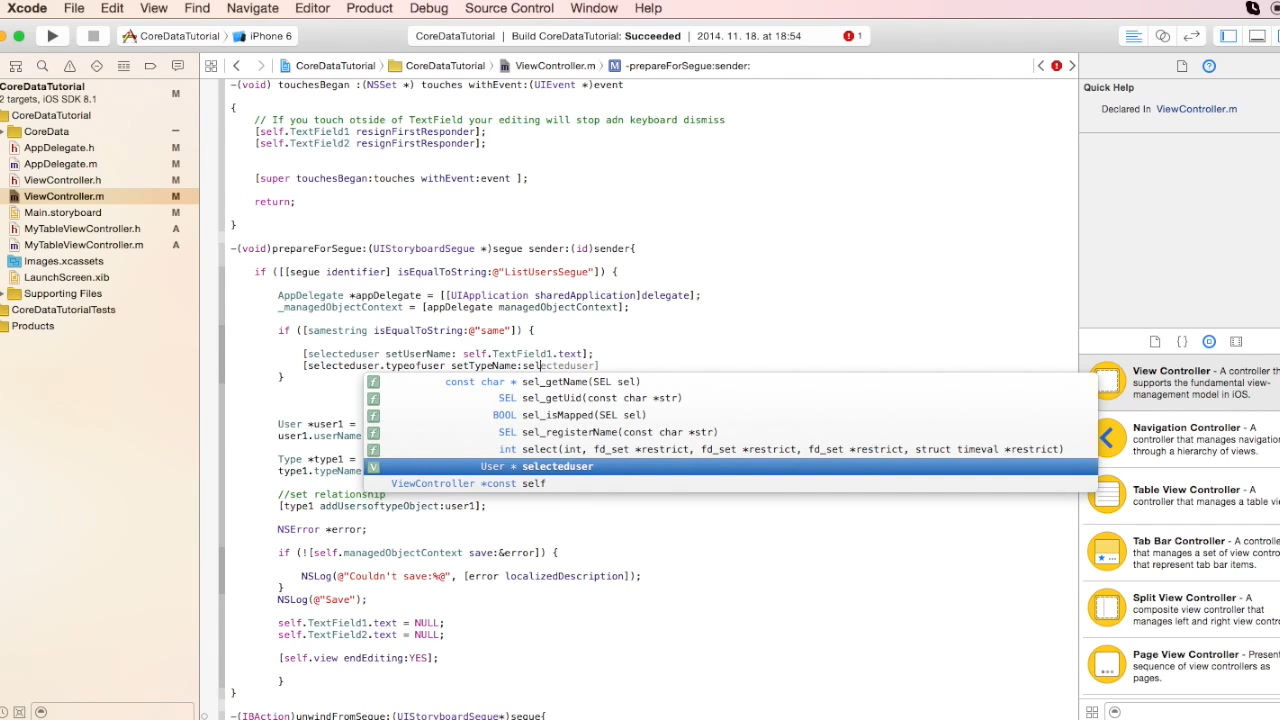 Xcode File Edit View Find Navigate Editor Product Debug Source Control Window Help
CoreDataTutorial iPhone 6 CoreDataTutorial | Build CoreDataTutorial: Succeeded | 2014. 11. 18. at 18:54 1
CoreDataTutorial CoreDataTutorial ViewController.m -prepareForSegue:sender:
CoreDataTutorial M
2 targets, iOS SDK 8.1
CoreDataTutorial
CoreData
AppDelegate.h M
AppDelegate.m M
ViewController.h M
ViewController.m M
Main.storyboard M
MyTableViewController.h A
MyTableViewController.m A
Images.xcassets
LaunchScreen.xib
Supporting Files
CoreDataTutorialTests
Products
-(void) touchesBegan :(NSSet *) touches withEvent:(UIEvent *)event
{
// If you touch otside of TextField your editing will stop adn keyboard dismiss
[self.TextField1 resignFirstResponder];
[self.TextField2 resignFirstResponder];
[super touchesBegan:touches withEvent:event ];
return;
}
-(void)prepareForSegue:(UIStoryboardSegue *)segue sender:(id)sender{
if ([[segue identifier] isEqualToString:@"ListUsersSegue"]) {
AppDelegate *appDelegate = [[UIApplication sharedApplication]delegate];
_managedObjectContext = [appDelegate managedObjectContext];
if ([samestring isEqualToString:@"same"]) {
[selecteduser setUserName: self.TextField1.text];
[selecteduser.typeofuser setTypeName:selecteduser]
}
const char * sel_getName(SEL sel)
SEL sel_getUid(const char *str)
BOOL sel_isMapped(SEL sel)
SEL sel_registerName(const char *str)
int select(int, fd_set *restrict, fd_set *restrict, fd_set *restrict, struct timeval *restrict)
User * selecteduser
ViewController *const self
User *user1 =
user1.userName
Type *type1 =
type1.typeName
//set relationship
[type1 addUsersoftypeObject:user1];
NSError *error;
if (![self.managedObjectContext save:&error]) {
NSLog(@"Couldn't save:%@", [error localizedDescription]);
}
NSLog(@"Save");
self.TextField1.text = NULL;
self.TextField2.text = NULL;
[self.view endEditing:YES];
}
}
-(IBAction)unwindFromSegue:(UIStoryboardSegue *)segue{
Quick Help
Declared In ViewController.m
View Controller - A controller that
supports the fundamental view-
management model in iOS.
Navigation Controller - A
controller that manages navigation
through a hierarchy of views.
Table View Controller - A
controller that manages a table view.
Tab Bar Controller - A controller
that manages a set of view controllers
that represent tab bar items.
Split View Controller - A
composite view controller that
manages left and right view controllers
Page View Controller - Presents
sequence of view controllers as
pages.